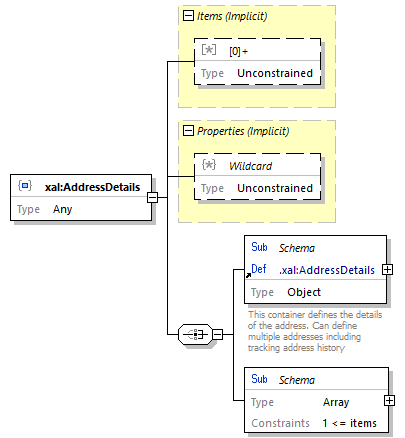 Items (Implicit)
[0]+
Type Unconstrained
Properties (Implicit)
Wildcard
Type Unconstrained
xal:AddressDetails
Type Any
Sub Schema
Def .xal:AddressDetails
Type Object
This container defines the details
of the address. Can define
multiple addresses including
tracking address history
Sub Schema
Type Array
Constraints 1 <= items